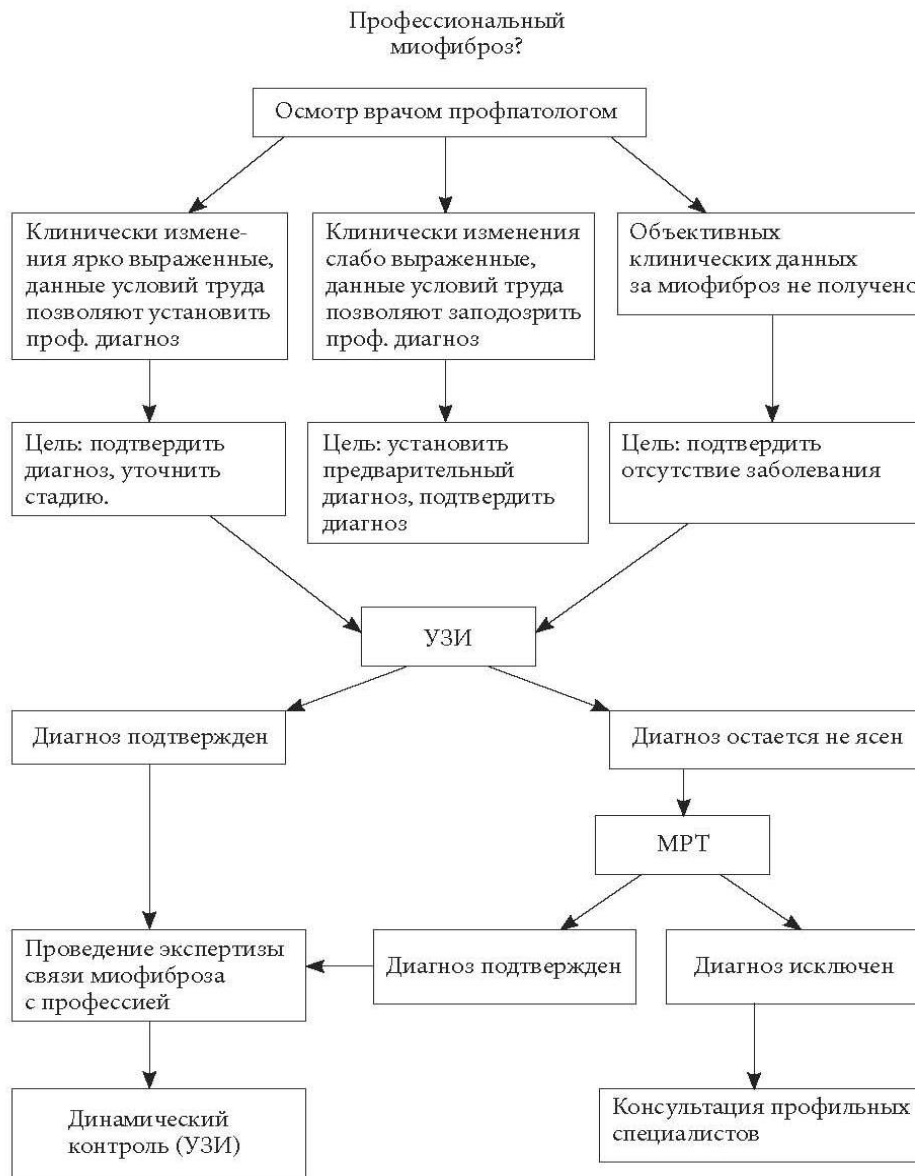 Профессиональный
миофиброз?
Осмотр врачом профпатологом
Клинически измене-
ния ярко выраженные,
данные условий труда
позволяют установить
проф. диагноз
Клинически изменения
слабо выраженные,
данные условий труда
позволяют заподозрить
проф. диагноз
Объективных
клинических данных
за миофиброз не получено
Цель: подтвердить
диагноз, уточнить
стадию.
Цель: установить
предварительный
диагноз, подтвердить
диагноз
Цель: подтвердить
отсутствие заболевания
УЗИ
Диагноз подтвержден
Диагноз остается не ясен
МРТ
Проведение экспертизы
связи миофиброза
с профессией
Диагноз подтвержден
Диагноз исключен
Динамический
контроль (УЗИ)
Консультация профильных
специалистов